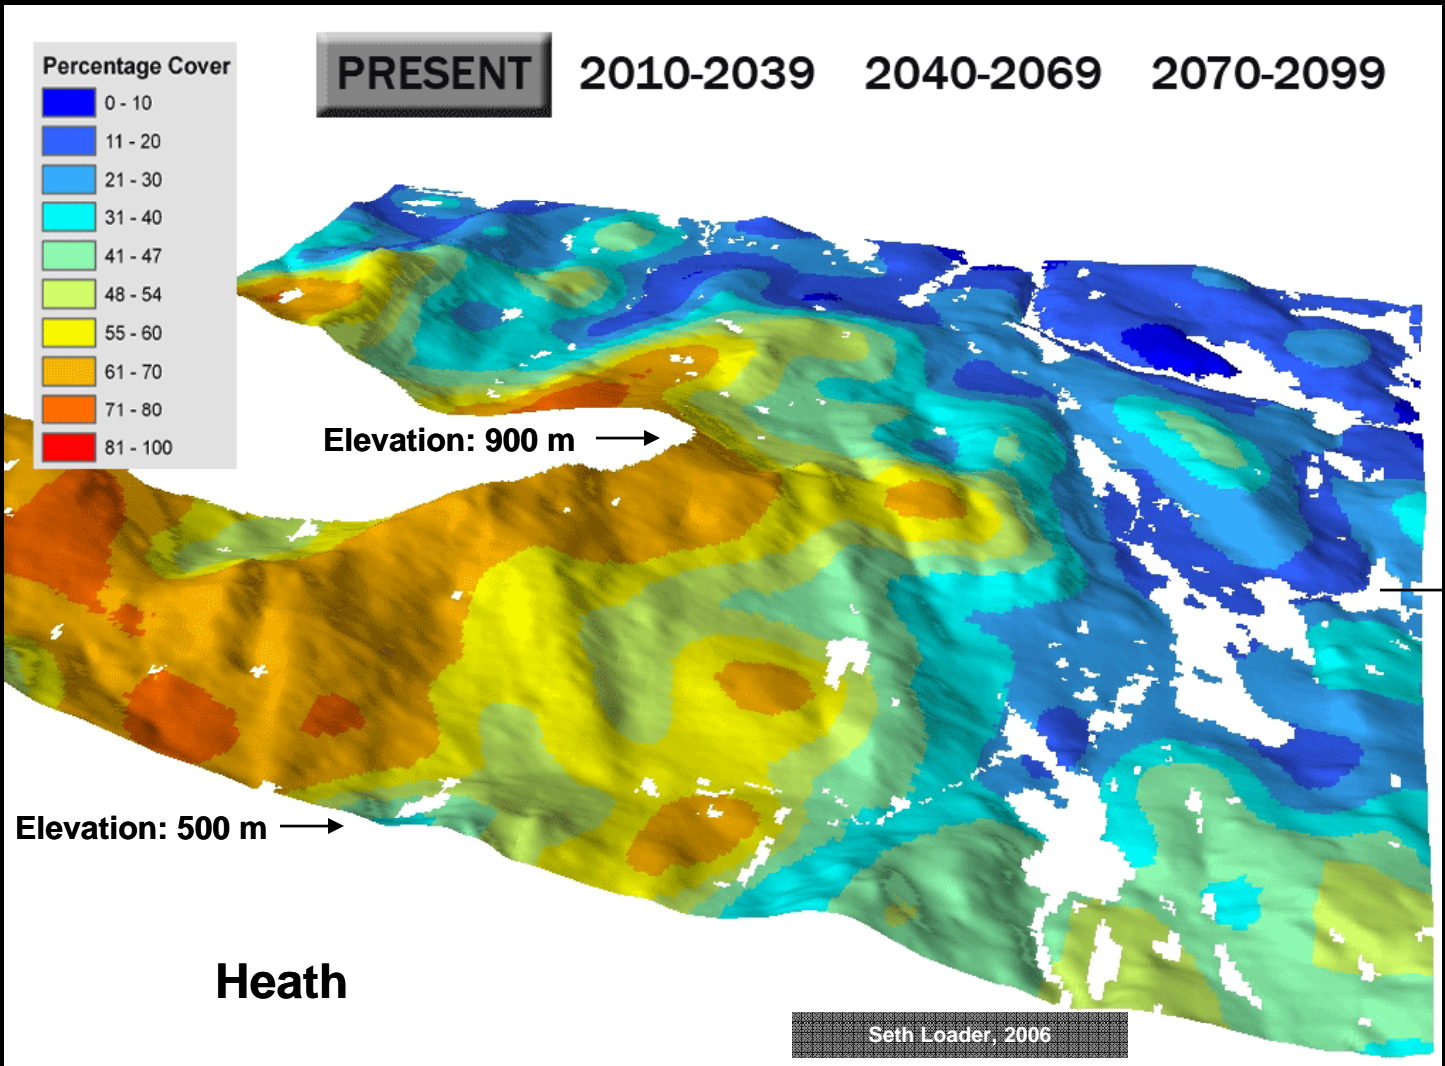 PRESENT 2010-2039 2040-2069 2070-2099
Percentage Cover
0 - 10
11 - 20
21 - 30
31 - 40
41 - 47
48 - 54
55 - 60
61 - 70
71 - 80
81 - 100
Elevation: 900 m
Elevation: 500 m
Heath
Seth Loader, 2006